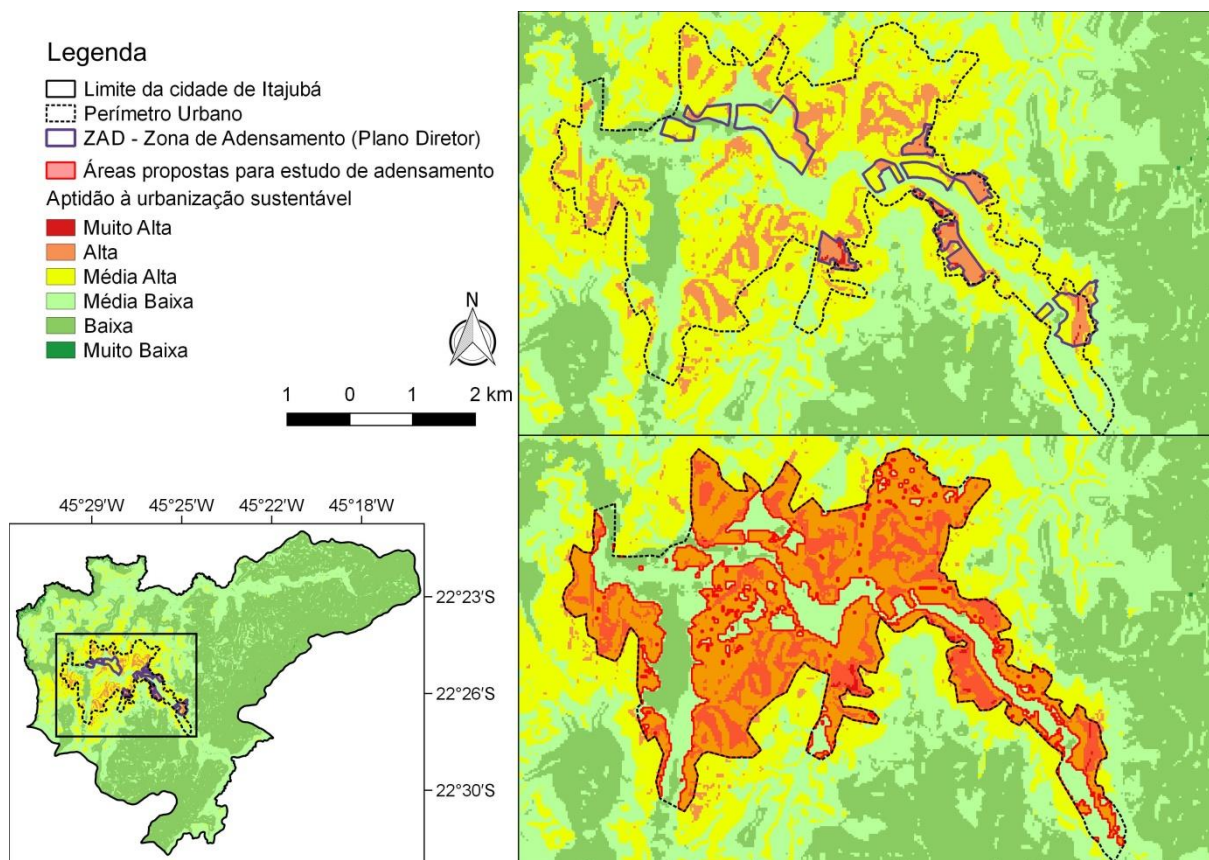 Legenda
Limite da cidade de Itajubá
Perímetro Urbano
ZAD - Zona de Adensamento (Plano Diretor)
Áreas propostas para estudo de adensamento
Aptidão à urbanização sustentável
Muito Alta
Alta
Média Alta
Média Baixa
Baixa
Muito Baixa
N
1 0 1 2 km
45°29'W 45°25'W 45°22'W 45°18'W
22°23'S
22°26'S
22°30'S